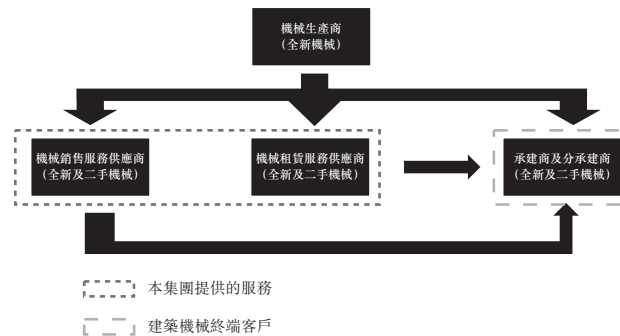 機械生產商
(全新機械)
機械銷售服務供應商
(全新及二手機械)
機械租賃服務供應商
(全新及二手機械)
承建商及分承建商
(全新及二手機械)
本集團提供的服務
建築機械終端客戶